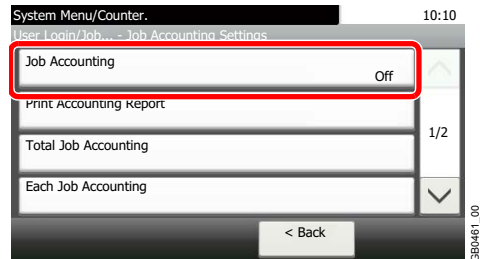 System Menu/Counter. 10:10
User Login/Job... - Job Accounting Settings
Job Accounting
Off
Print Accounting Report
1/2
Total Job Accounting
Each Job Accounting
< Back
GB0461_00